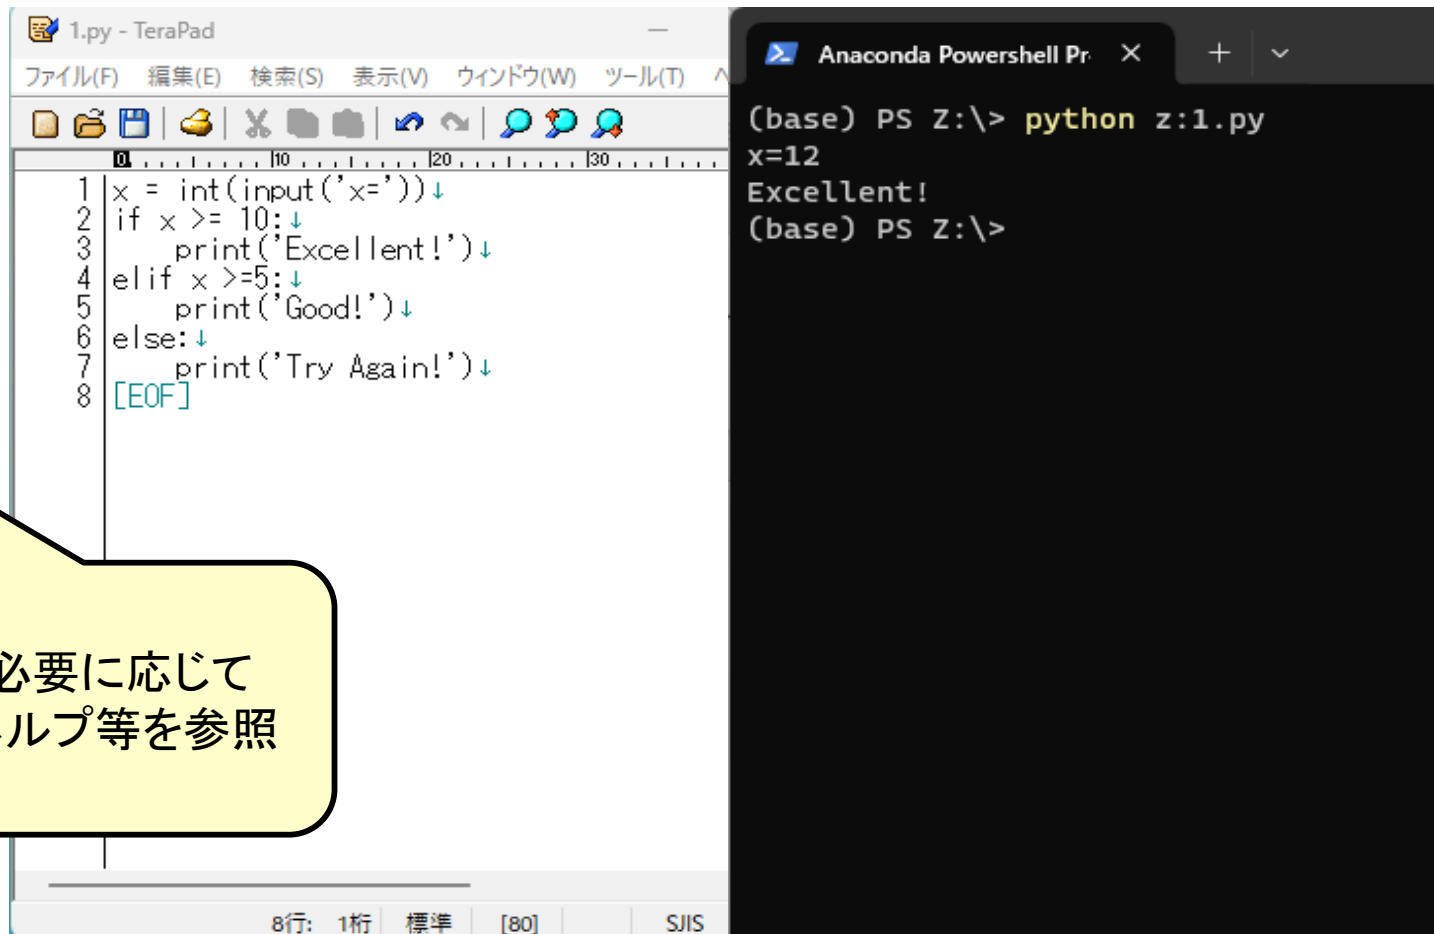 1.py - TeraPad
ファイル(F) 編集(E) 検索(S) 表示(V) ウィンドウ(W) ツール(T)
0 10 20 30
1 x = int(input('x='))↓
2 if x >= 10:↓
3     print('Excellent!')↓
4 elif x >=5:↓
5     print('Good!')↓
6 else:↓
7     print('Try Again!')↓
8 [EOF]
必要に応じて
ヘルプ等を参照
8行: 1桁 標準 [80] SJIS
Anaconda Powershell Pr
(base) PS Z:\> python z:1.py
x=12
Excellent!
(base) PS Z:\>